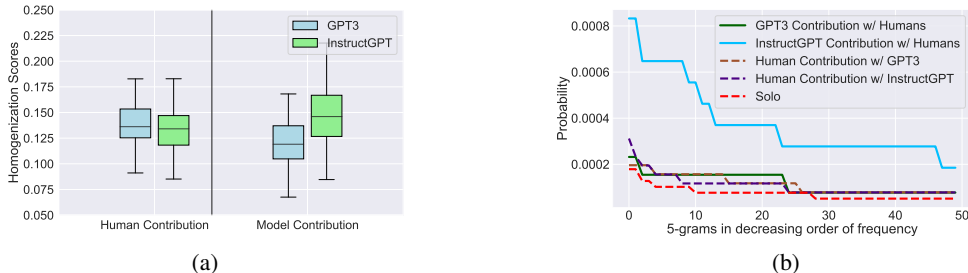 0.250
0.225
0.200
0.175
0.150
0.125
0.100
0.075
0.050
Homogenization Scores
GPT3
InstructGPT
Human Contribution
Model Contribution
(a)
0.0008
0.0006
0.0004
0.0002
Probability
GPT3 Contribution w/ Humans
InstructGPT Contribution w/ Humans
Human Contribution w/ GPT3
Human Contribution w/ InstructGPT
Solo
0
10
20
30
40
50
5-grams in decreasing order of frequency
(b)